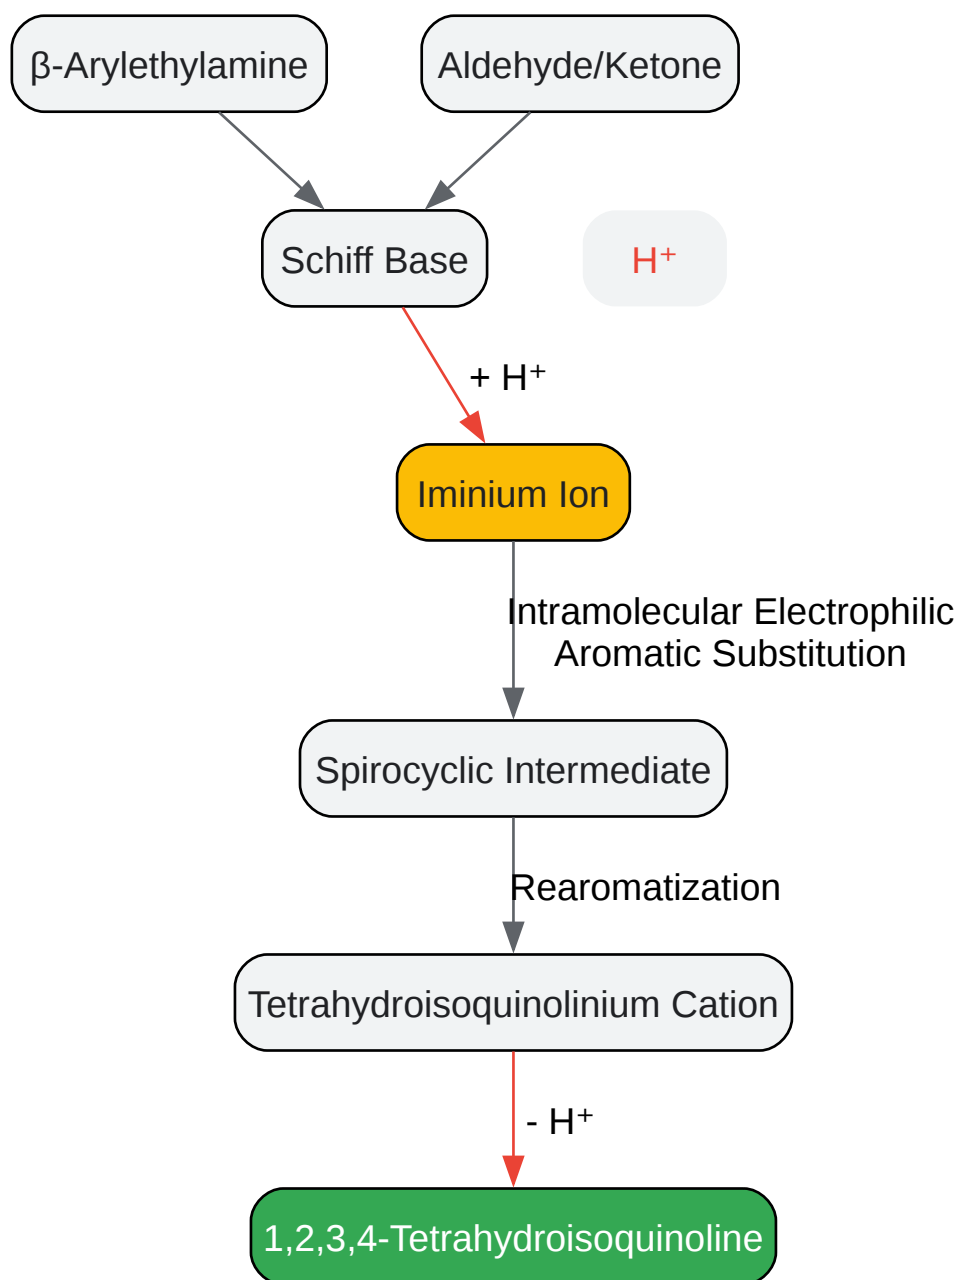 β-Arylethylamine
Aldehyde/Ketone
Schiff Base
H⁺
+ H⁺
Iminium Ion
Intramolecular Electrophilic
Aromatic Substitution
Spirocyclic Intermediate
Rearomatization
Tetrahydroisoquinolinium Cation
- H⁺
1,2,3,4-Tetrahydroisoquinoline